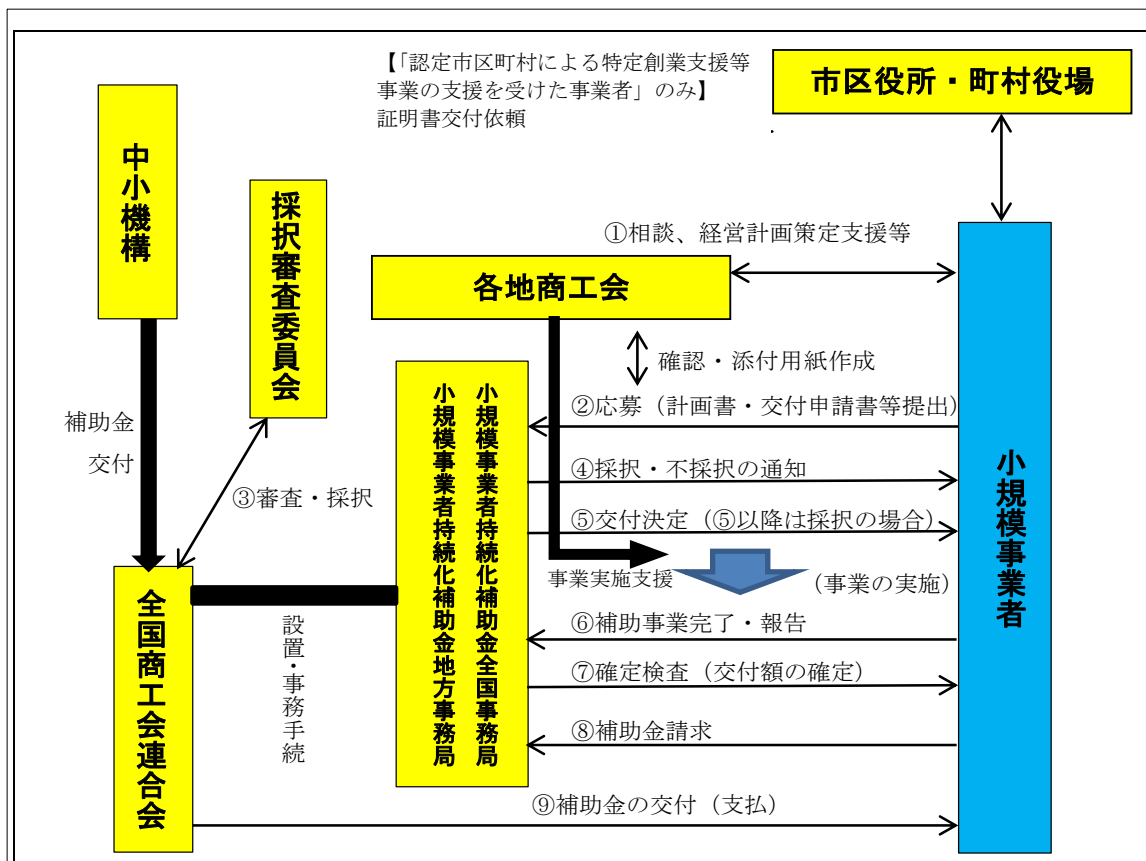 【「認定市区町村による特定創業支援等
事業の支援を受けた事業者」のみ】
証明書交付依頼
市区役所・町村役場
中小機構
採択審査委員会
①相談、経営計画策定支援等
各地商工会
確認・添付用紙作成
補助金
交付
③審査・採択
小規模事業者持続化補助金全国事務局
小規模事業者持続化補助金地方事務局
②応募（計画書・交付申請書等提出）
④採択・不採択の通知
⑤交付決定（⑤以降は採択の場合）
事業実施支援
（事業の実施）
小規模事業者
全国商工会連合会
設置・事務手続
⑥補助事業完了・報告
⑦確定検査（交付額の確定）
⑧補助金請求
⑨補助金の交付（支払）